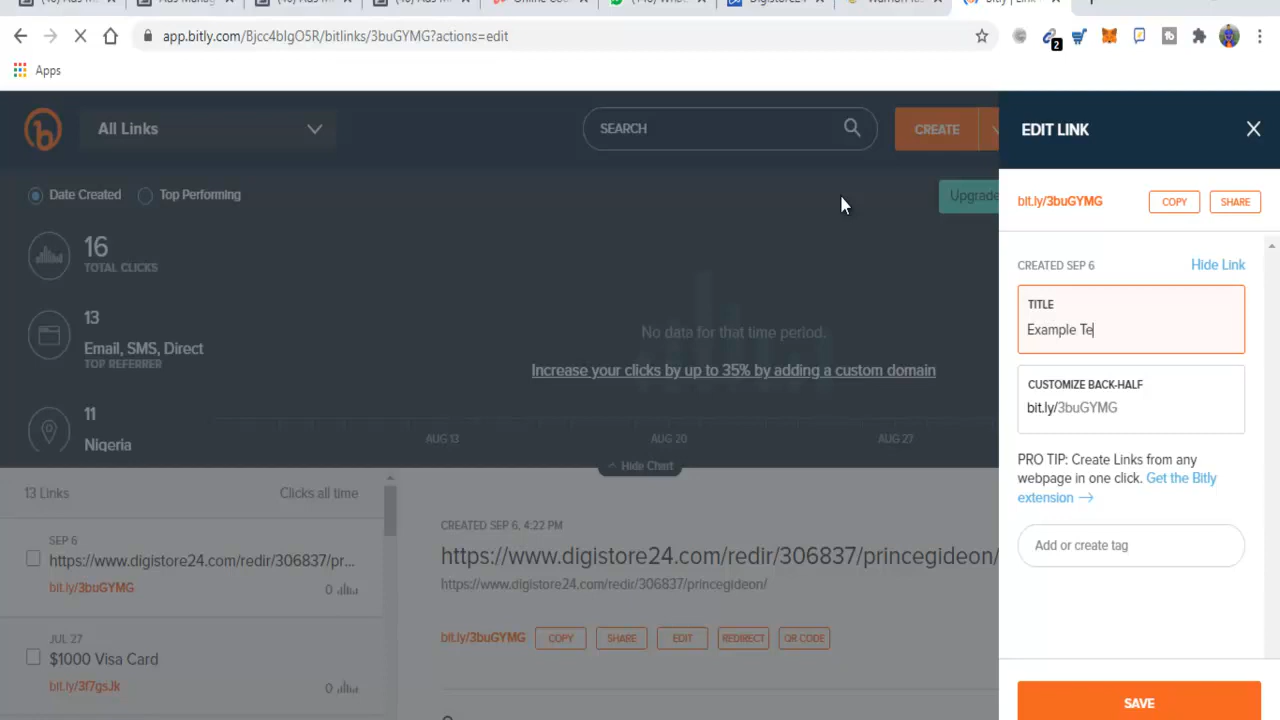 app.bitly.com/Bjcc4blgO5R/bitlinks/3buGYMG?actions=edit
2
Apps
All Links
SEARCH
CREATE
EDIT LINK
Date Created
Top Performing
Upgrade
bit.ly/3buGYMG
COPY
SHARE
16
TOTAL CLICKS
CREATED SEP 6
Hide Link
TITLE
Example Te
13
Email, SMS, Direct
TOP REFERRER
No data for that time period.
Increase your clicks by up to 35% by adding a custom domain
CUSTOMIZE BACK-HALF
bit.ly/3buGYMG
11
Nigeria
AUG 13
AUG 20
AUG 27
Hide Chart
PRO TIP: Create Links from any
webpage in one click. Get the Bitly
extension →
Add or create tag
SAVE
13 Links
Clicks all time
SEP 6
https://www.digistore24.com/redir/306837/pr...
bit.ly/3buGYMG
0
JUL 27
$1000 Visa Card
bit.ly/3f7gsJk
0
CREATED SEP 6, 4:22 PM
https://www.digistore24.com/redir/306837/princegideon/
https://www.digistore24.com/redir/306837/princegideon/
bit.ly/3buGYMG
COPY
SHARE
EDIT
REDIRECT
QR CODE